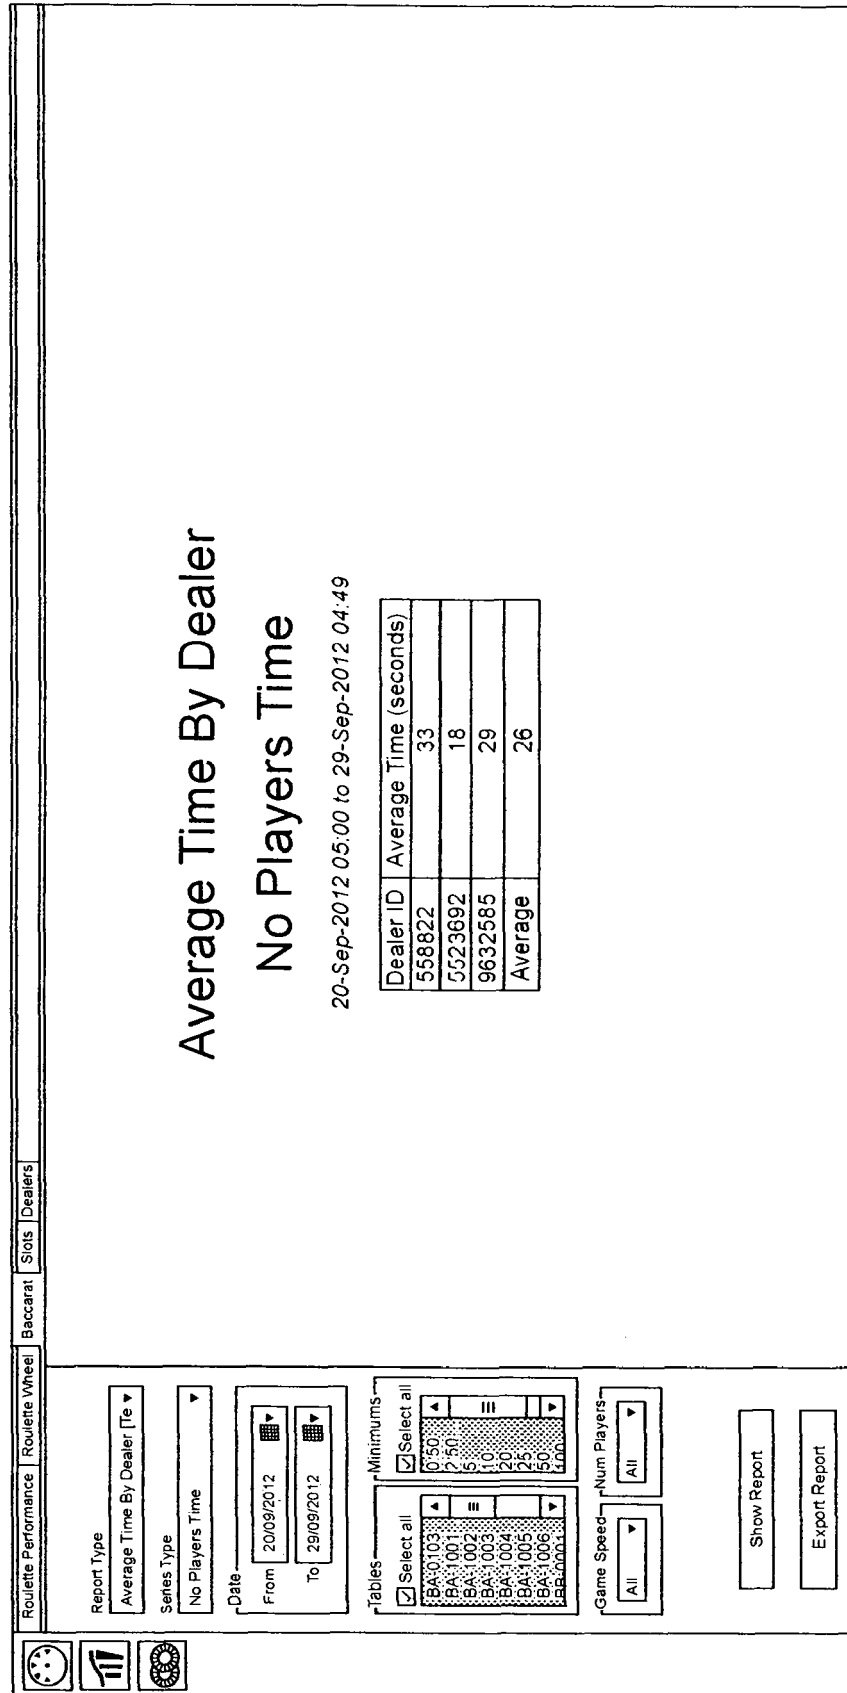 Roulette Performance Roulette Wheel Baccarat Slots Dealers
Report Type
Average Time By Dealer [Te
Series Type
No Players Time
Date
From 20/09/2012
To 29/09/2012
Tables
Select all
BA-0103
BA-1001
BA-1002
BA-1003
BA-1004
BA-1005
BA-1006
BB-0001
Minimums
Select all
0.50
2.50
5
10
20
25
50
100
Game Speed
All
Num Players
All
Show Report
Export Report
Average Time By Dealer
No Players Time
20-Sep-2012 05:00 to 29-Sep-2012 04:49
Dealer ID Average Time (seconds)
558822 33
5523692 18
9632585 29
Average 26